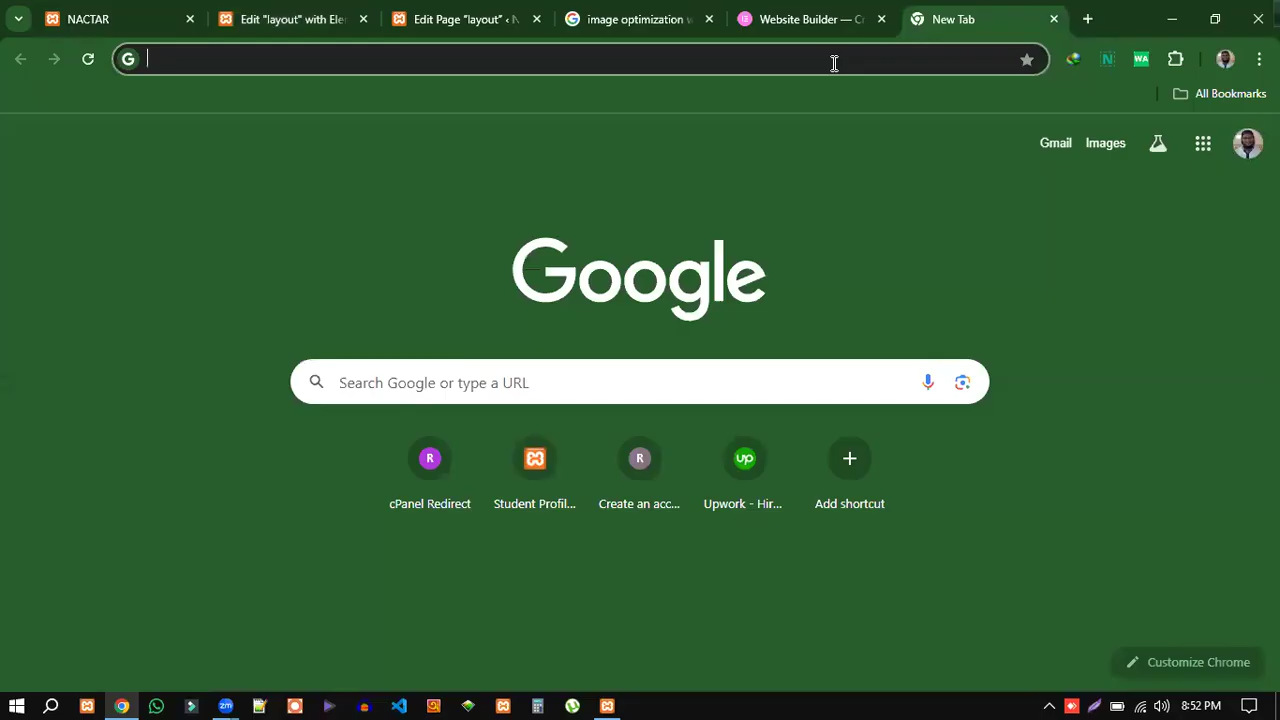 NACTAR
Edit "layout" with Ele
Edit Page "layout" ‹ N
image optimization w
Website Builder — Cr
New Tab
All Bookmarks
Gmail
Images
Google
Search Google or type a URL
cPanel Redirect
Student Profil...
Create an acc...
Upwork - Hir...
Add shortcut
Customize Chrome
8:52 PM